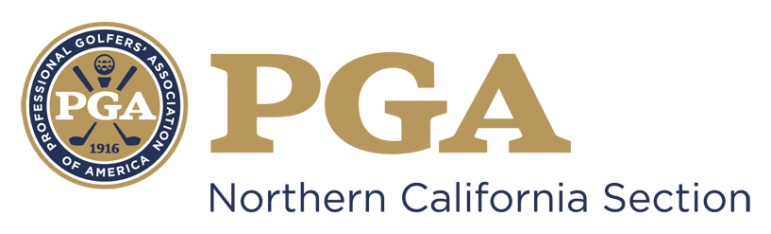 PROFESSIONAL GOLFERS' ASSOCIATION
OF AMERICA
PGA
1916
PGA
Northern California Section